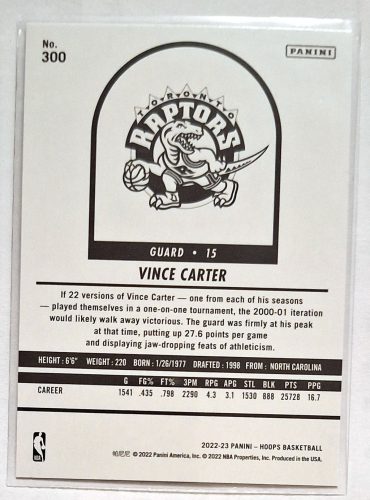 No.
300
PANINI
TORONTO
RAPTORS
GUARD • 15
VINCE CARTER
If 22 versions of Vince Carter — one from each of his seasons
— played themselves in a one-on-one tournament, the 2000-01 iteration
would likely walk away victorious. The guard was firmly at his peak
at that time, putting up 27.6 points per game
and displaying jaw-dropping feats of athleticism.
HEIGHT: 6'6" WEIGHT: 220 BORN: 1/26/1977 DRAFTED: 1998 FROM: NORTH CAROLINA
G FG% FT% 3PM RPG APG STL BLK PTS PPG
CAREER 1541 .435 .798 2290 4.3 3.1 1530 888 25728 16.7
NBA
2022-23 PANINI – HOOPS BASKETBALL
帕尼尼 © 2022 Panini America, Inc. © 2022 NBA Properties, Inc. Produced in the USA.